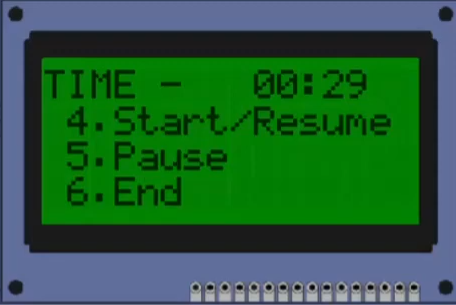 TIME -   00:29
4.Start/Resume
5.Pause
6.End